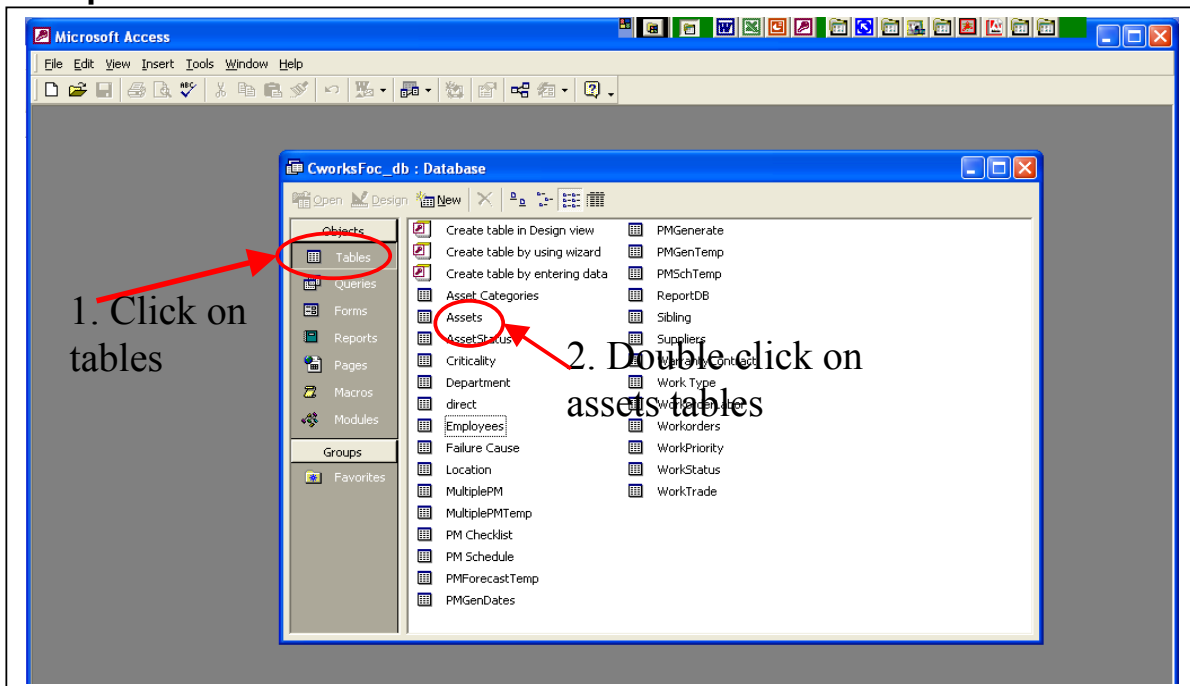 Microsoft Access
File Edit View Insert Tools Window Help
CworksFoc_db : Database
Open Design New
Objects
Tables
Queries
Forms
Reports
Pages
Macros
Modules
Groups
Favorites
Create table in Design view
Create table by using wizard
Create table by entering data
Asset Categories
Assets
AssetStatus
Criticality
Department
direct
Employees
Failure Cause
Location
MultiplePM
MultiplePMTemp
PM Checklist
PM Schedule
PMForecastTemp
PMGenDates
PMGenerate
PMGenTemp
PMSchTemp
ReportDB
Sibling
Suppliers
WarrantyContract
Work Type
WorkorderLabor
Workorders
WorkPriority
WorkStatus
WorkTrade
1. Click on
tables
2. Double click on
assets tables